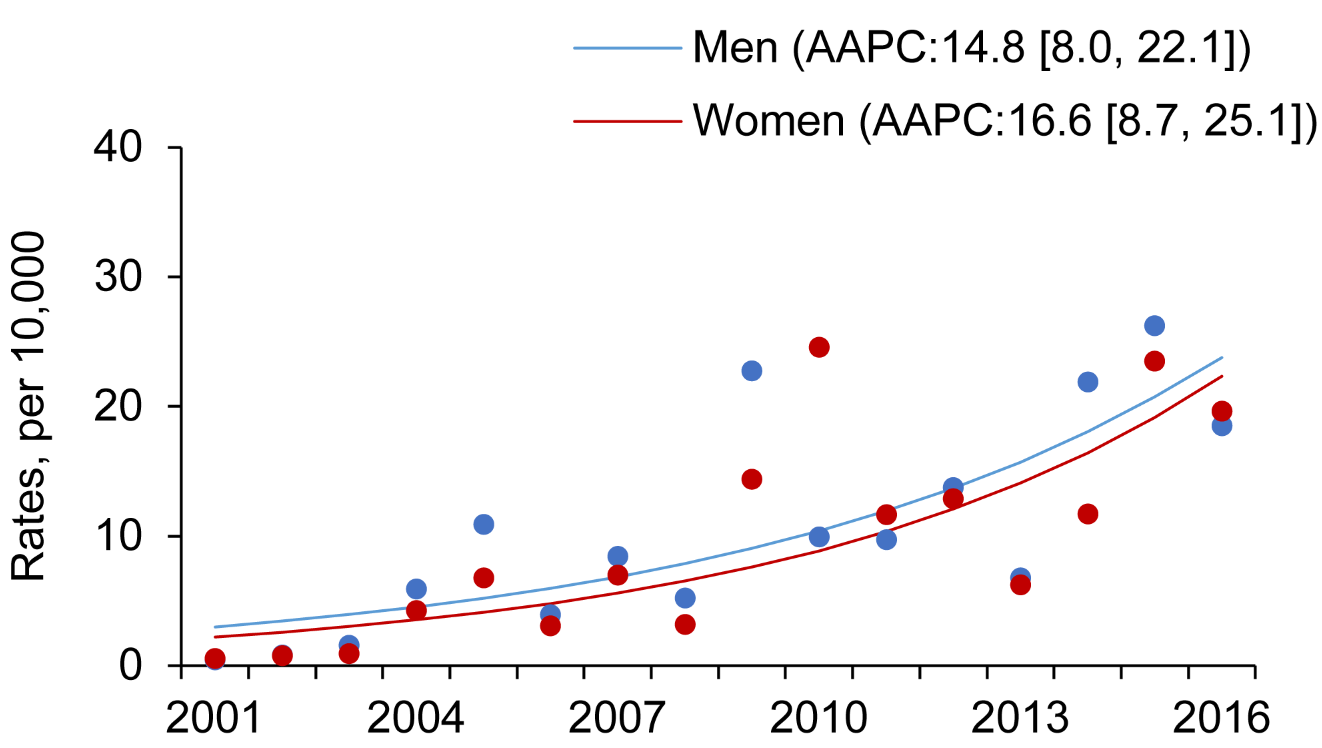 Men (AAPC:14.8 [8.0, 22.1])
Women (AAPC:16.6 [8.7, 25.1])
Rates, per 10,000
40
30
20
10
0
2001 2004 2007 2010 2013 2016